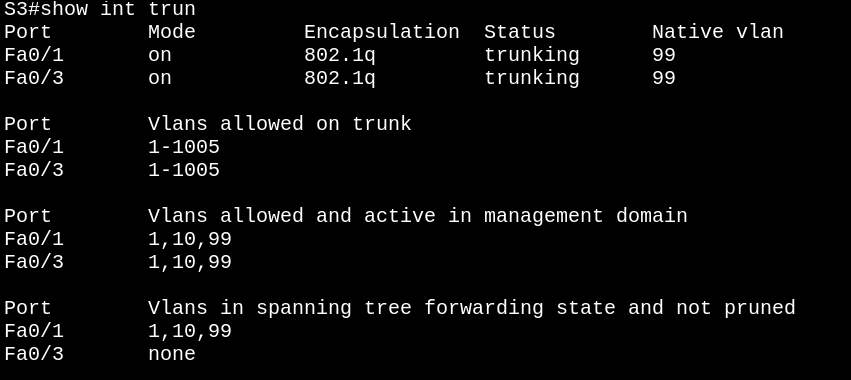 S3#show int trun
Port        Mode         Encapsulation  Status        Native vlan
Fa0/1       on           802.1q         trunking      99
Fa0/3       on           802.1q         trunking      99

Port        Vlans allowed on trunk
Fa0/1       1-1005
Fa0/3       1-1005

Port        Vlans allowed and active in management domain
Fa0/1       1,10,99
Fa0/3       1,10,99

Port        Vlans in spanning tree forwarding state and not pruned
Fa0/1       1,10,99
Fa0/3       none